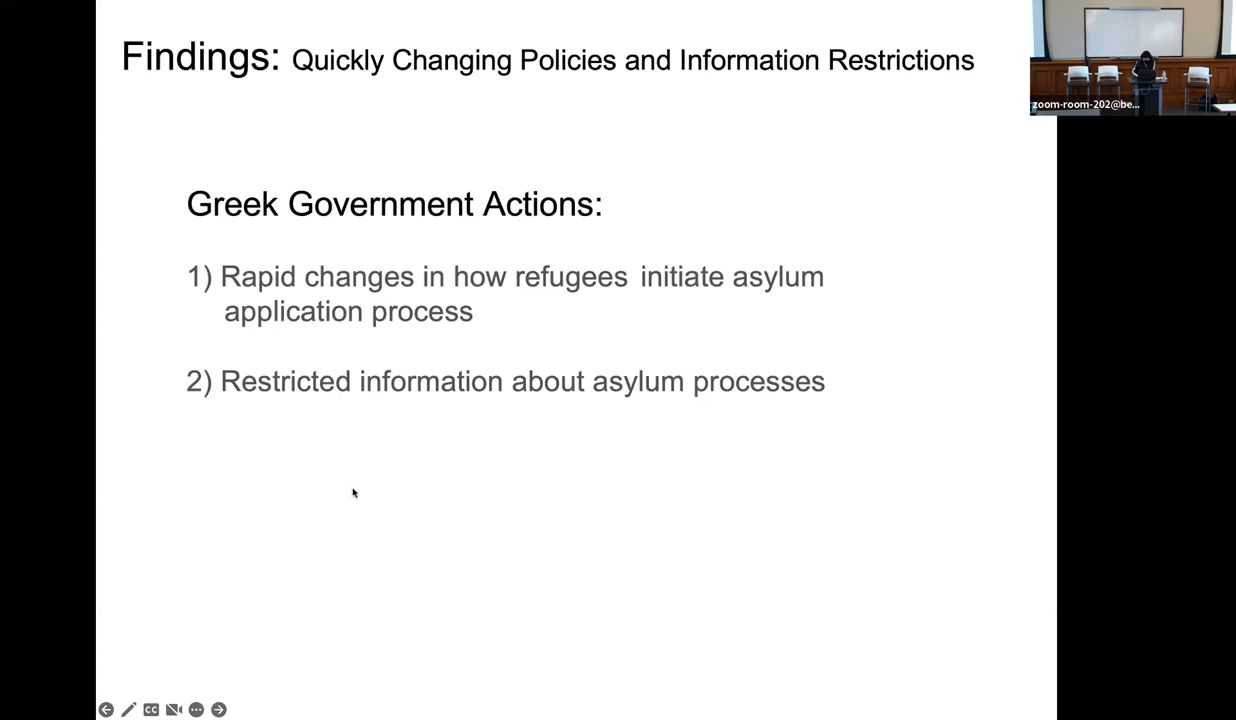 Findings: Quickly Changing Policies and Information Restrictions
zoom-room-202@be...
Greek Government Actions:
1) Rapid changes in how refugees initiate asylum
application process
2) Restricted information about asylum processes
CC